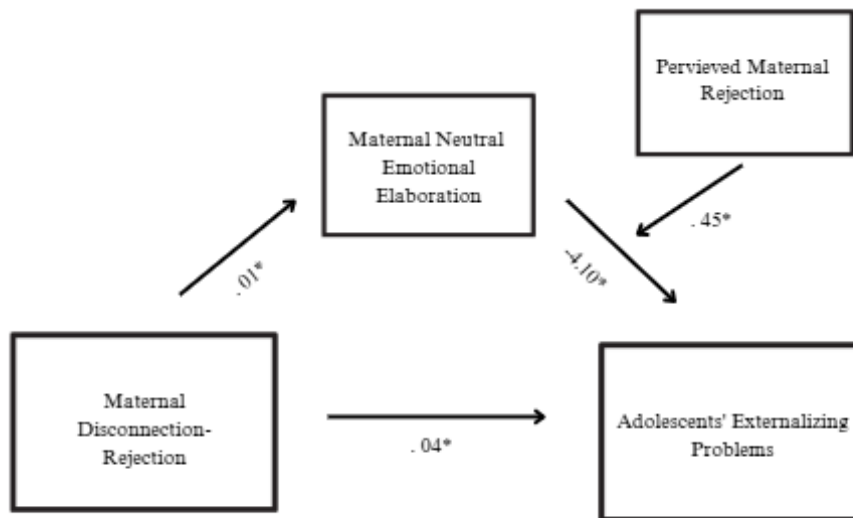 Pervieved Maternal
Rejection
Maternal Neutral
Emotional
Elaboration
. 45*
. 01*
-4.10*
Maternal
Disconnection-
Rejection
. 04*
Adolescents' Externalizing
Problems